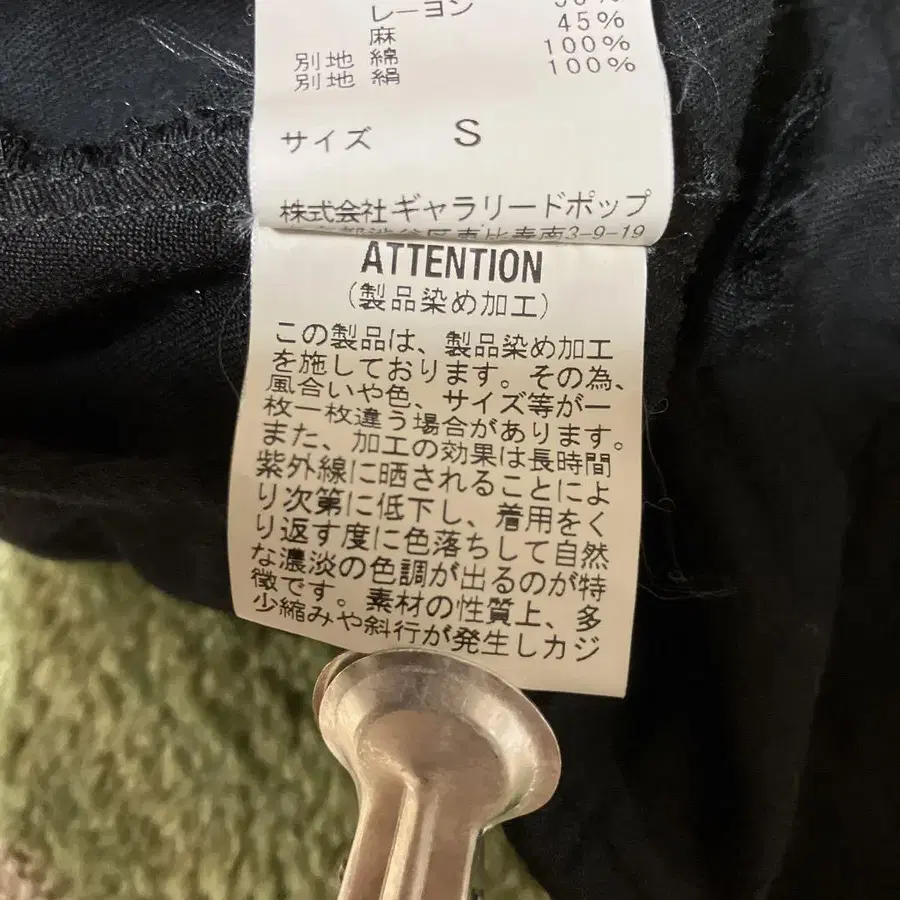 レーヨン
麻 45%
別地 綿 100%
別地 絹 100%
サイズ S
株式会社ギャラリードポップ
区恵比寿南3-9-19
ATTENTION
(製品染め加工)
この製品は、製品染め加工
を施しております。その為、
風合いや色、サイズ等が一
枚一枚違う場合があります。
また、加工の効果は長時間
紫外線に晒されることによ
り次第に低下し、着用をく
り返す度に色落ちして自然
な濃淡の色調が出るのが特
徴です。素材の性質上、多
少縮みや斜行が発生しカジ